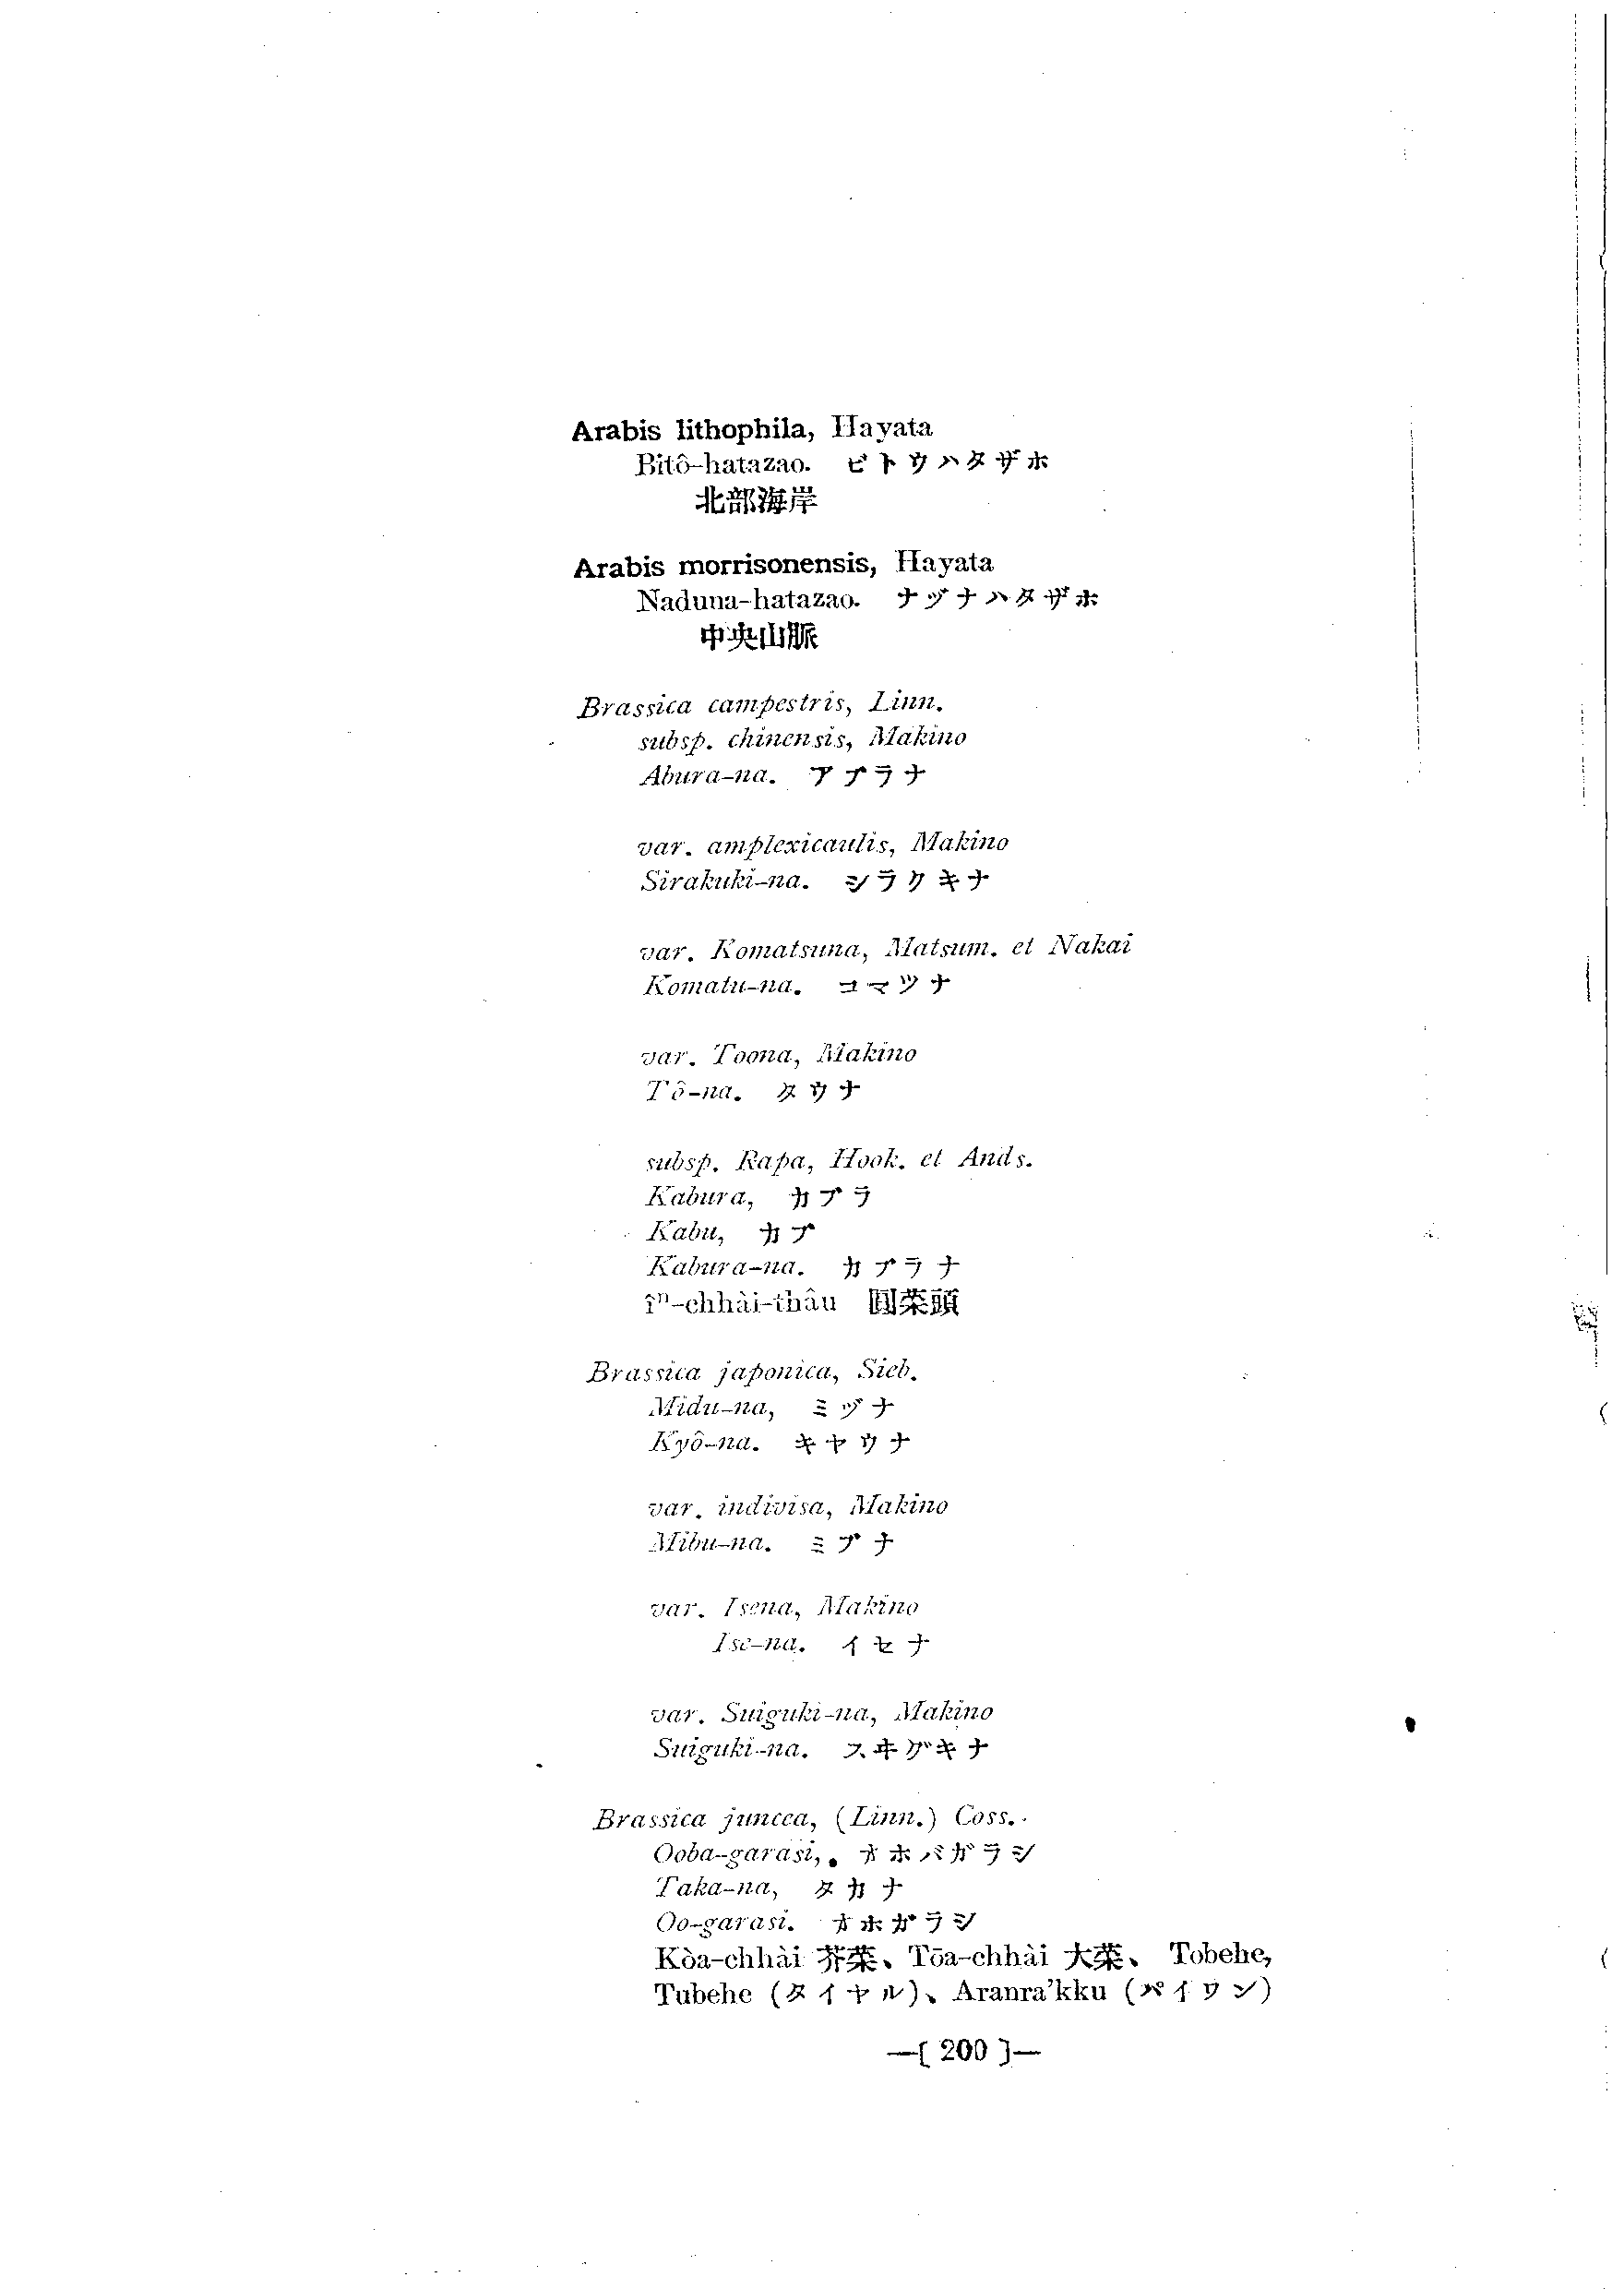 Arabis lithophila, Hayata
Bitô-hatazao. ビトウハタザホ
北部海岸
Arabis morrisonensis, Hayata
Naduna-hatazao. ナヅナハタザホ
中央山脈
Brassica campestris, Linn.
subsp. chinensis, Makino
Abura-na. アブラナ
var. amplexicaulis, Makino
Sirakuki-na. シラクキナ
var. Komatsuna, Matsum. et Nakai
Komatu-na. コマツナ
var. Toona, Makino
Tô-na. タウナ
subsp. Rapa, Hook. et Ands.
Kabura, カブラ
Kabu, カブ
Kabura-na. カブラナ
îⁿ-chhài-thâu 圓菜頭
Brassica japonica, Sieb.
Midu-na, ミヅナ
Kyô-na. キヤウナ
var. indivisa, Makino
Mibu-na. ミブナ
var. Isena, Makino
Ise-na. イセナ
var. Suiguki-na, Makino
Suiguki-na. スヰグキナ
Brassica juncea, (Linn.) Coss.
Ooba-garasi, オホバガラシ
Taka-na, タカナ
Oo-garasi. オホガラシ
Kòa-chhài 芥菜、Tōa-chhài 大菜、 Tobehe,
Tubehe (タイヤル)、Aranra'kku (パイワン)
—( 200 )—